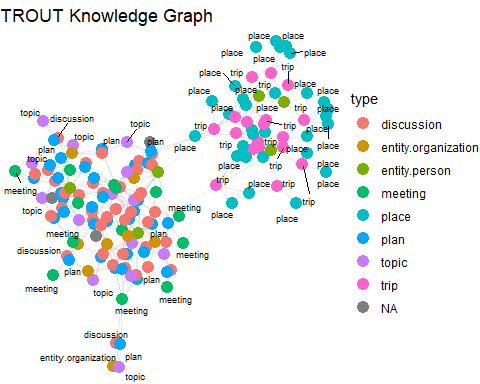 TROUT Knowledge Graph
place
place
place
place
place
place
trip
trip
place
trip
place
place
place
place
topic
discussion
topic
topic
plan
plan
trip
trip
place
place
place
trip
place
trip
topic
plan
place
place
trip
place
meeting
topic
trip
place
place
trip
topic
meeting
meeting
place
place
discussion
plan
meeting
meeting
topic
meeting
meeting
discussion
entity.organization
plan
topic
type
discussion
entity.organization
entity.person
meeting
place
plan
topic
trip
NA